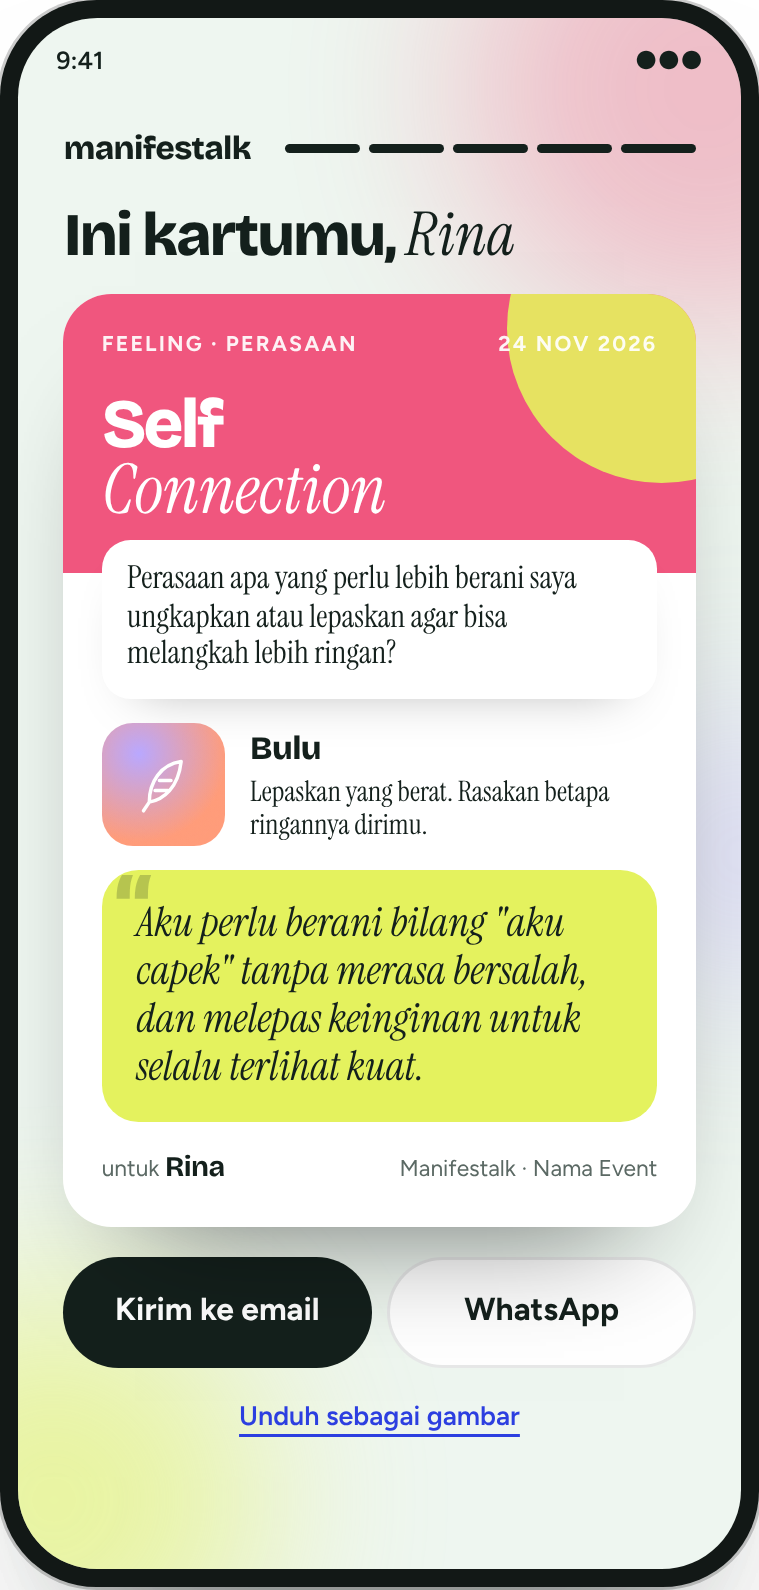 9:41
manifestalk
Ini kartumu, Rina
FEELING · PERASAAN
24 NOV 2026
Self
Connection
Perasaan apa yang perlu lebih berani saya
ungkapkan atau lepaskan agar bisa
melangkah lebih ringan?
Bulu
Lepaskan yang berat. Rasakan betapa
ringannya dirimu.
“
Aku perlu berani bilang "aku
capek" tanpa merasa bersalah,
dan melepas keinginan untuk
selalu terlihat kuat.
untuk Rina
Manifestalk · Nama Event
Kirim ke email
WhatsApp
Unduh sebagai gambar